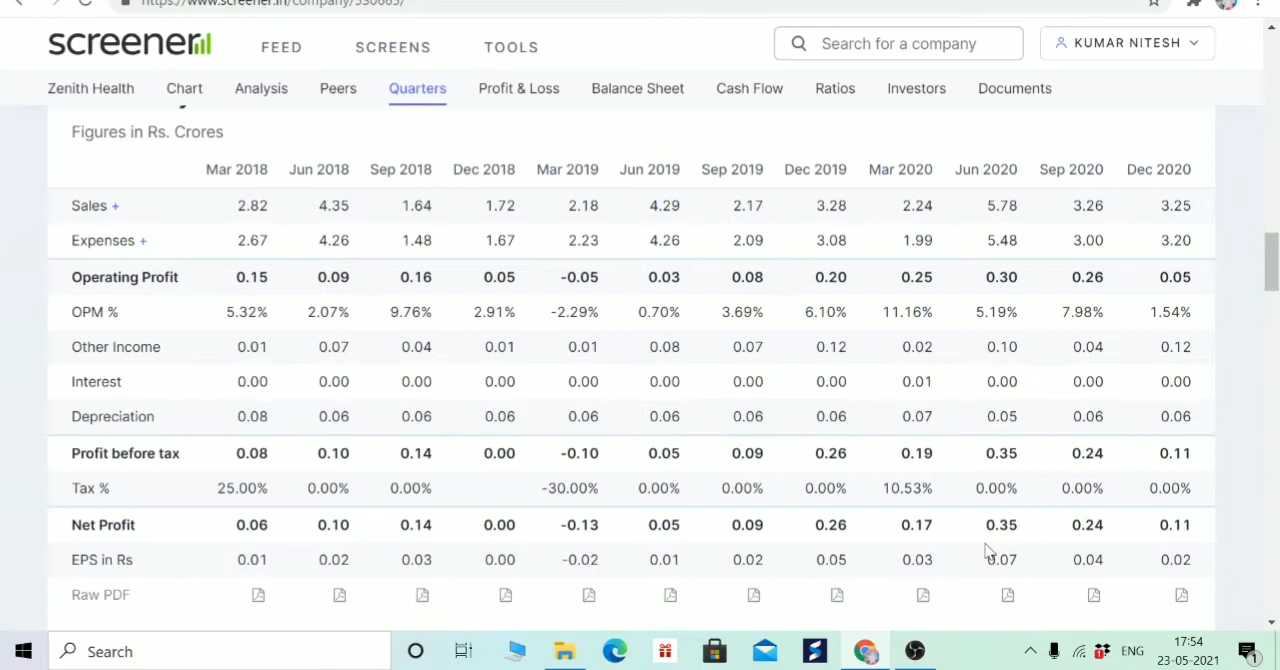 https://www.screener.in/company/530665/
screener
FEED SCREENS TOOLS
Search for a company
KUMAR NITESH
Zenith Health Chart Analysis Peers Quarters Profit & Loss Balance Sheet Cash Flow Ratios Investors Documents
Figures in Rs. Crores
Mar 2018 Jun 2018 Sep 2018 Dec 2018 Mar 2019 Jun 2019 Sep 2019 Dec 2019 Mar 2020 Jun 2020 Sep 2020 Dec 2020
Sales + 2.82 4.35 1.64 1.72 2.18 4.29 2.17 3.28 2.24 5.78 3.26 3.25
Expenses + 2.67 4.26 1.48 1.67 2.23 4.26 2.09 3.08 1.99 5.48 3.00 3.20
Operating Profit 0.15 0.09 0.16 0.05 -0.05 0.03 0.08 0.20 0.25 0.30 0.26 0.05
OPM % 5.32% 2.07% 9.76% 2.91% -2.29% 0.70% 3.69% 6.10% 11.16% 5.19% 7.98% 1.54%
Other Income 0.01 0.07 0.04 0.01 0.01 0.08 0.07 0.12 0.02 0.10 0.04 0.12
Interest 0.00 0.00 0.00 0.00 0.00 0.00 0.00 0.00 0.01 0.00 0.00 0.00
Depreciation 0.08 0.06 0.06 0.06 0.06 0.06 0.06 0.06 0.07 0.05 0.06 0.06
Profit before tax 0.08 0.10 0.14 0.00 -0.10 0.05 0.09 0.26 0.19 0.35 0.24 0.11
Tax % 25.00% 0.00% 0.00% -30.00% 0.00% 0.00% 0.00% 10.53% 0.00% 0.00% 0.00%
Net Profit 0.06 0.10 0.14 0.00 -0.13 0.05 0.09 0.26 0.17 0.35 0.24 0.11
EPS in Rs 0.01 0.02 0.03 0.00 -0.02 0.01 0.02 0.05 0.03 0.07 0.04 0.02
Raw PDF
Search
ENG
17:54
23-05-2021
1